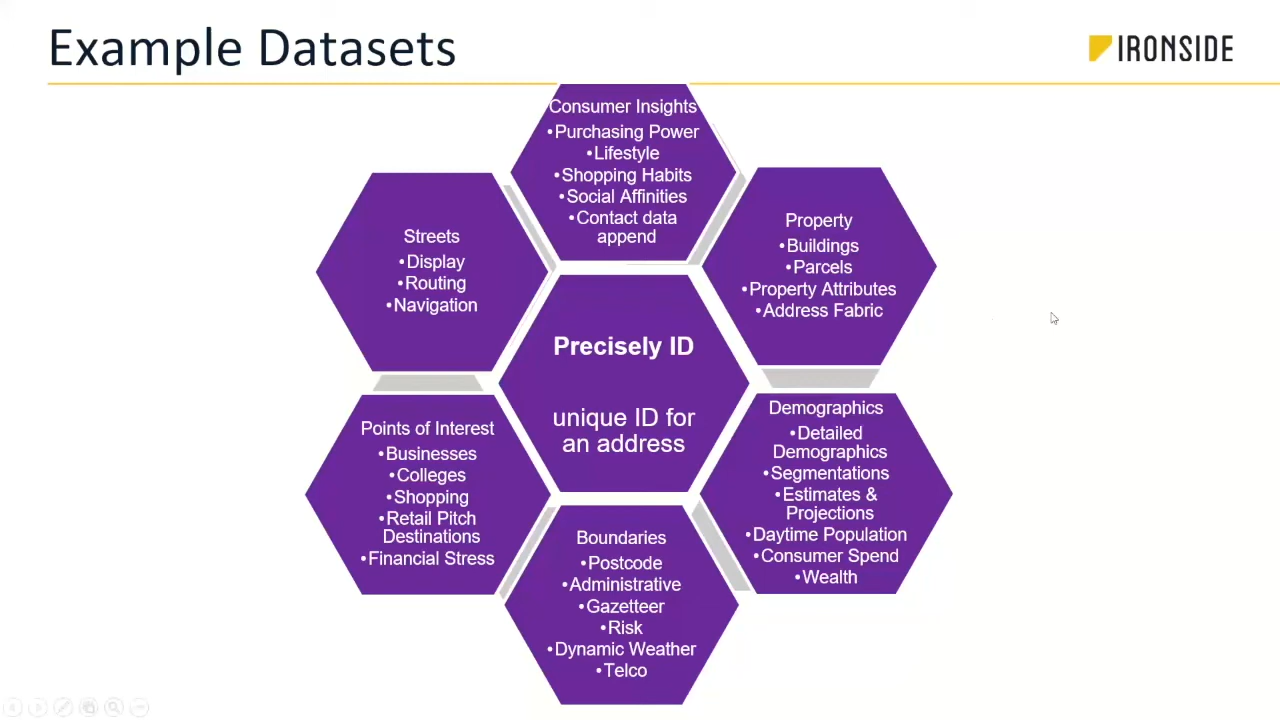 Example Datasets
IRONSIDE
Consumer Insights
•Purchasing Power
•Lifestyle
•Shopping Habits
•Social Affinities
•Contact data
append
Property
•Buildings
•Parcels
•Property Attributes
•Address Fabric
Demographics
•Detailed
Demographics
•Segmentations
•Estimates &
Projections
•Daytime Population
•Consumer Spend
•Wealth
Boundaries
•Postcode
•Administrative
•Gazetteer
•Risk
•Dynamic Weather
•Telco
Points of Interest
•Businesses
•Colleges
•Shopping
•Retail Pitch
Destinations
•Financial Stress
Streets
•Display
•Routing
•Navigation
Precisely ID
unique ID for
an address